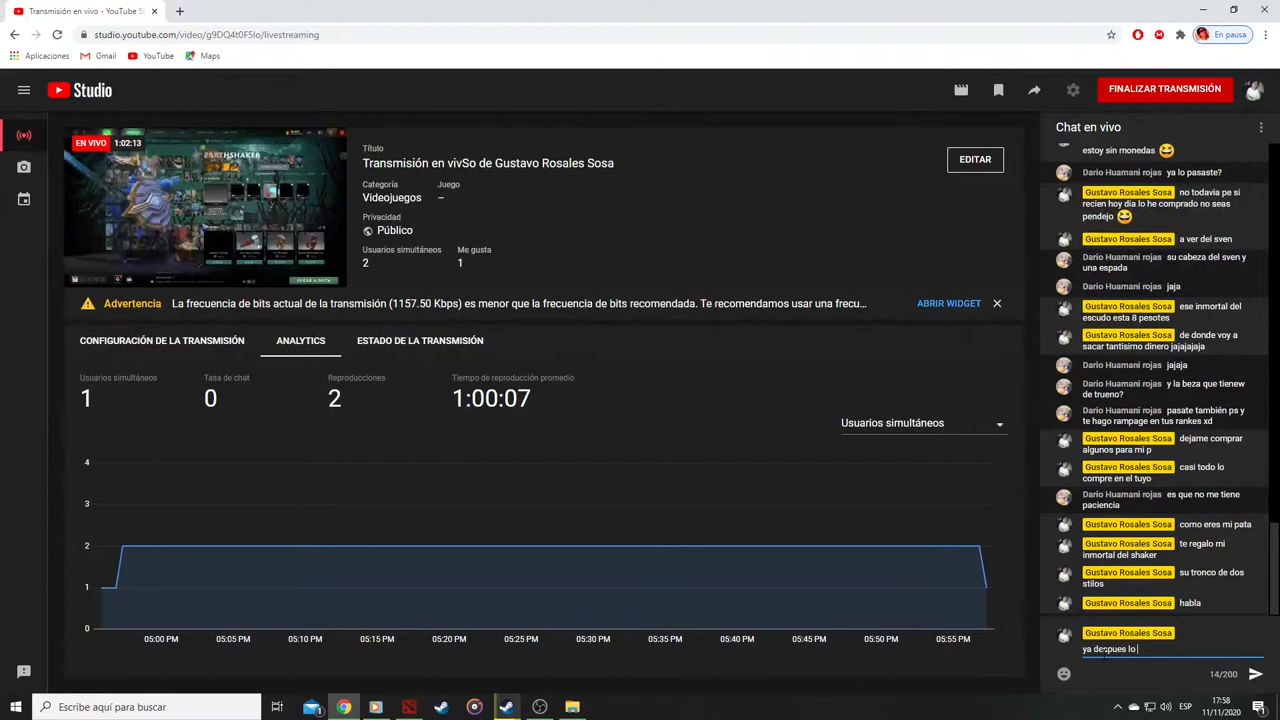 Transmisión en vivo - YouTube S
studio.youtube.com/video/g9DQ4t0F5lo/livestreaming
En pausa
Aplicaciones
Gmail
YouTube
Maps
Studio
FINALIZAR TRANSMISIÓN
EN VIVO
1:02:13
EARTHSHAKER
JUGAR A DOTA
Título
Transmisión en vivSo de Gustavo Rosales Sosa
EDITAR
Categoría
Juego
Videojuegos
–
Privacidad
Público
Usuarios simultáneos
Me gusta
2
1
Advertencia
La frecuencia de bits actual de la transmisión (1157.50 Kbps) es menor que la frecuencia de bits recomendada. Te recomendamos usar una frecu...
ABRIR WIDGET
CONFIGURACIÓN DE LA TRANSMISIÓN
ANALYTICS
LA TRANSMISIÓN
Usuarios simultáneos
Tasa de chat
Reproducciones
Tiempo de reproducción promedio
1
0
2
1:00:07
Usuarios simultáneos
4
3
2
1
0
05:00 PM
05:05 PM
05:10 PM
05:15 PM
05:20 PM
05:25 PM
05:30 PM
05:35 PM
05:40 PM
05:45 PM
05:50 PM
05:55 PM
Chat en vivo
estoy sin monedas 😆
Dario Huamani rojas ya lo pasaste?
Gustavo Rosales Sosa no todavia pe si
recien hoy dia lo he comprado no seas
pendejo 😆
Gustavo Rosales Sosa a ver del sven
Dario Huamani rojas su cabeza del sven y
una espada
Dario Huamani rojas jaja
Gustavo Rosales Sosa ese inmortal del
escudo esta 8 pesotes
Gustavo Rosales Sosa de donde voy a
sacar tantisimo dinero jajajajaja
Dario Huamani rojas jajaja
Dario Huamani rojas y la beza que tienew
de trueno?
Dario Huamani rojas pasate también ps y
te hago rampage en tus rankes xd
Gustavo Rosales Sosa dejame comprar
algunos para mi p
Gustavo Rosales Sosa casi todo lo
compre en el tuyo
Dario Huamani rojas es que no me tiene
paciencia
Gustavo Rosales Sosa como eres mi pata
Gustavo Rosales Sosa te regalo mi
inmortal del shaker
Gustavo Rosales Sosa su tronco de dos
stilos
Gustavo Rosales Sosa habla
Gustavo Rosales Sosa
ya despues lo
14/200
Escribe aquí para buscar
ESP
17:58
11/11/2020